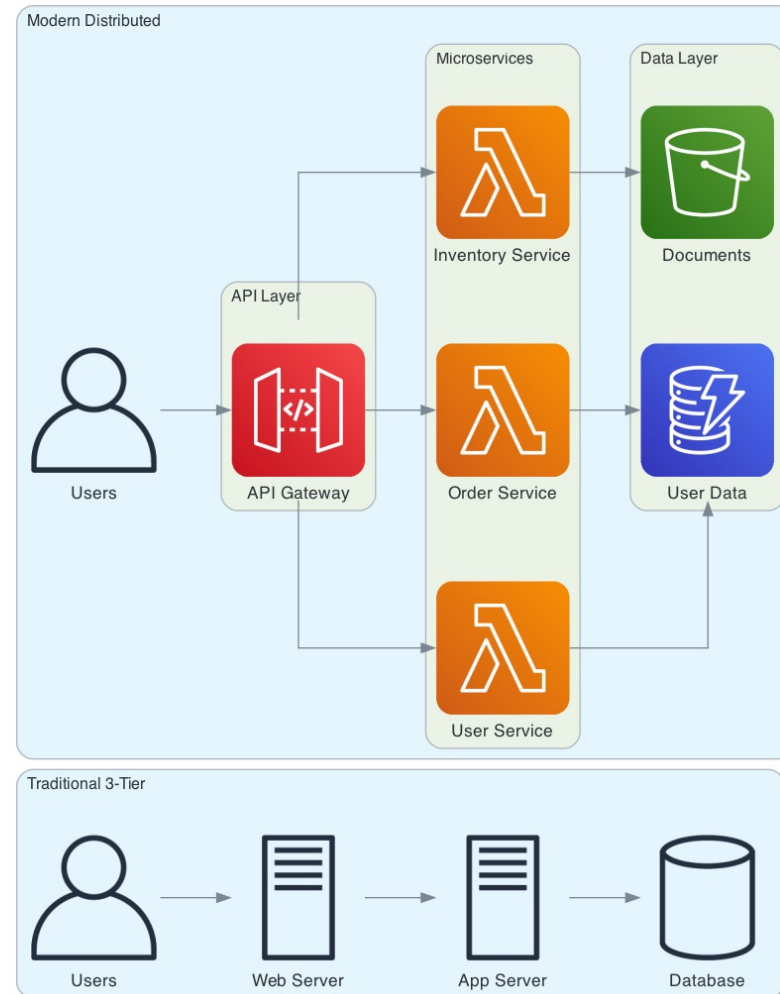 Modern Distributed
Microservices
Data Layer
Inventory Service
Documents
API Layer
</>
Users
API Gateway
Order Service
User Data
User Service
Traditional 3-Tier
Users
Web Server
App Server
Database